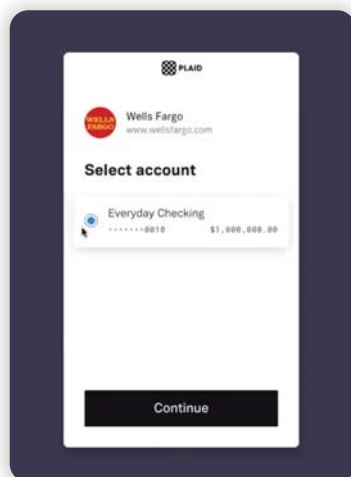 PLAID
WELLS
FARGO
Wells Fargo
www.wellsfargo.com
Select account
Everyday Checking
·······0010 $1,000,000.00
Continue